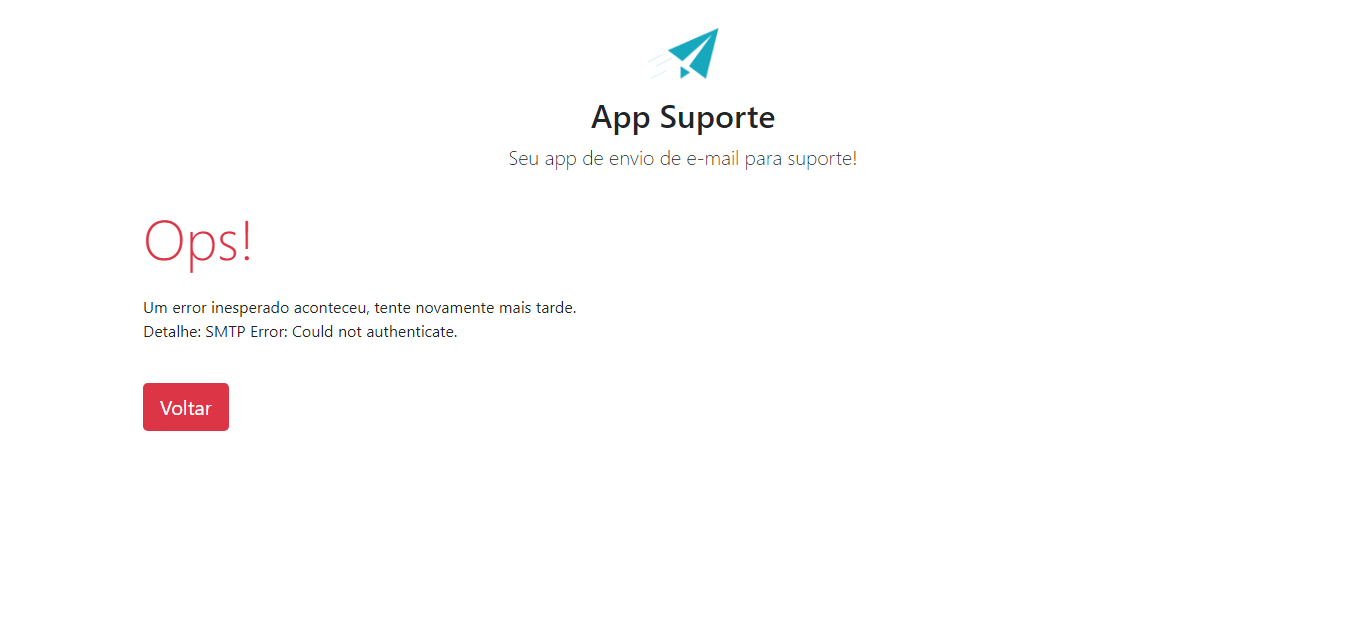 App Suporte
Seu app de envio de e-mail para suporte!
Ops!
Um error inesperado aconteceu, tente novamente mais tarde.
Detalhe: SMTP Error: Could not authenticate.
Voltar